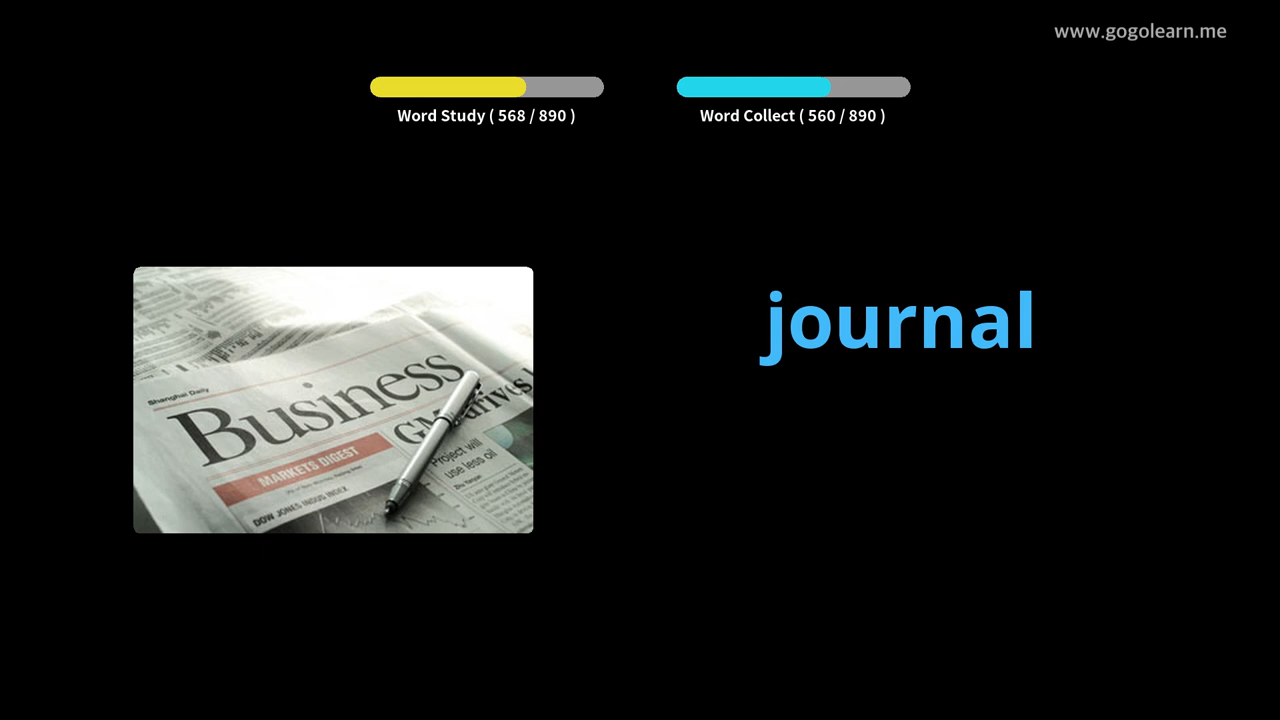 www.gogolearn.me
Word Study ( 568 / 890 )
Word Collect ( 560 / 890 )
journal
Shanghai Daily
Business
MARKETS DIGEST
DOW JONES INDUS INDEX
GM drives
Project will
use less oil